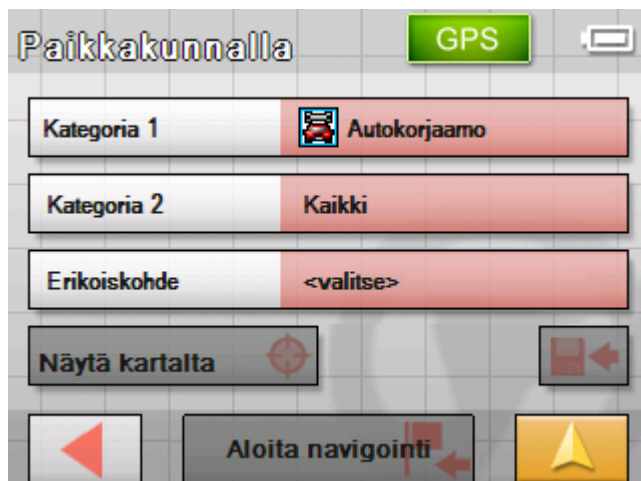 Paikkakunnalla GPS
Kategoria 1 Autokorjaamo
Kategoria 2 Kaikki
Erikoiskohde <valitse>
Näytä kartalta
Aloita navigointi